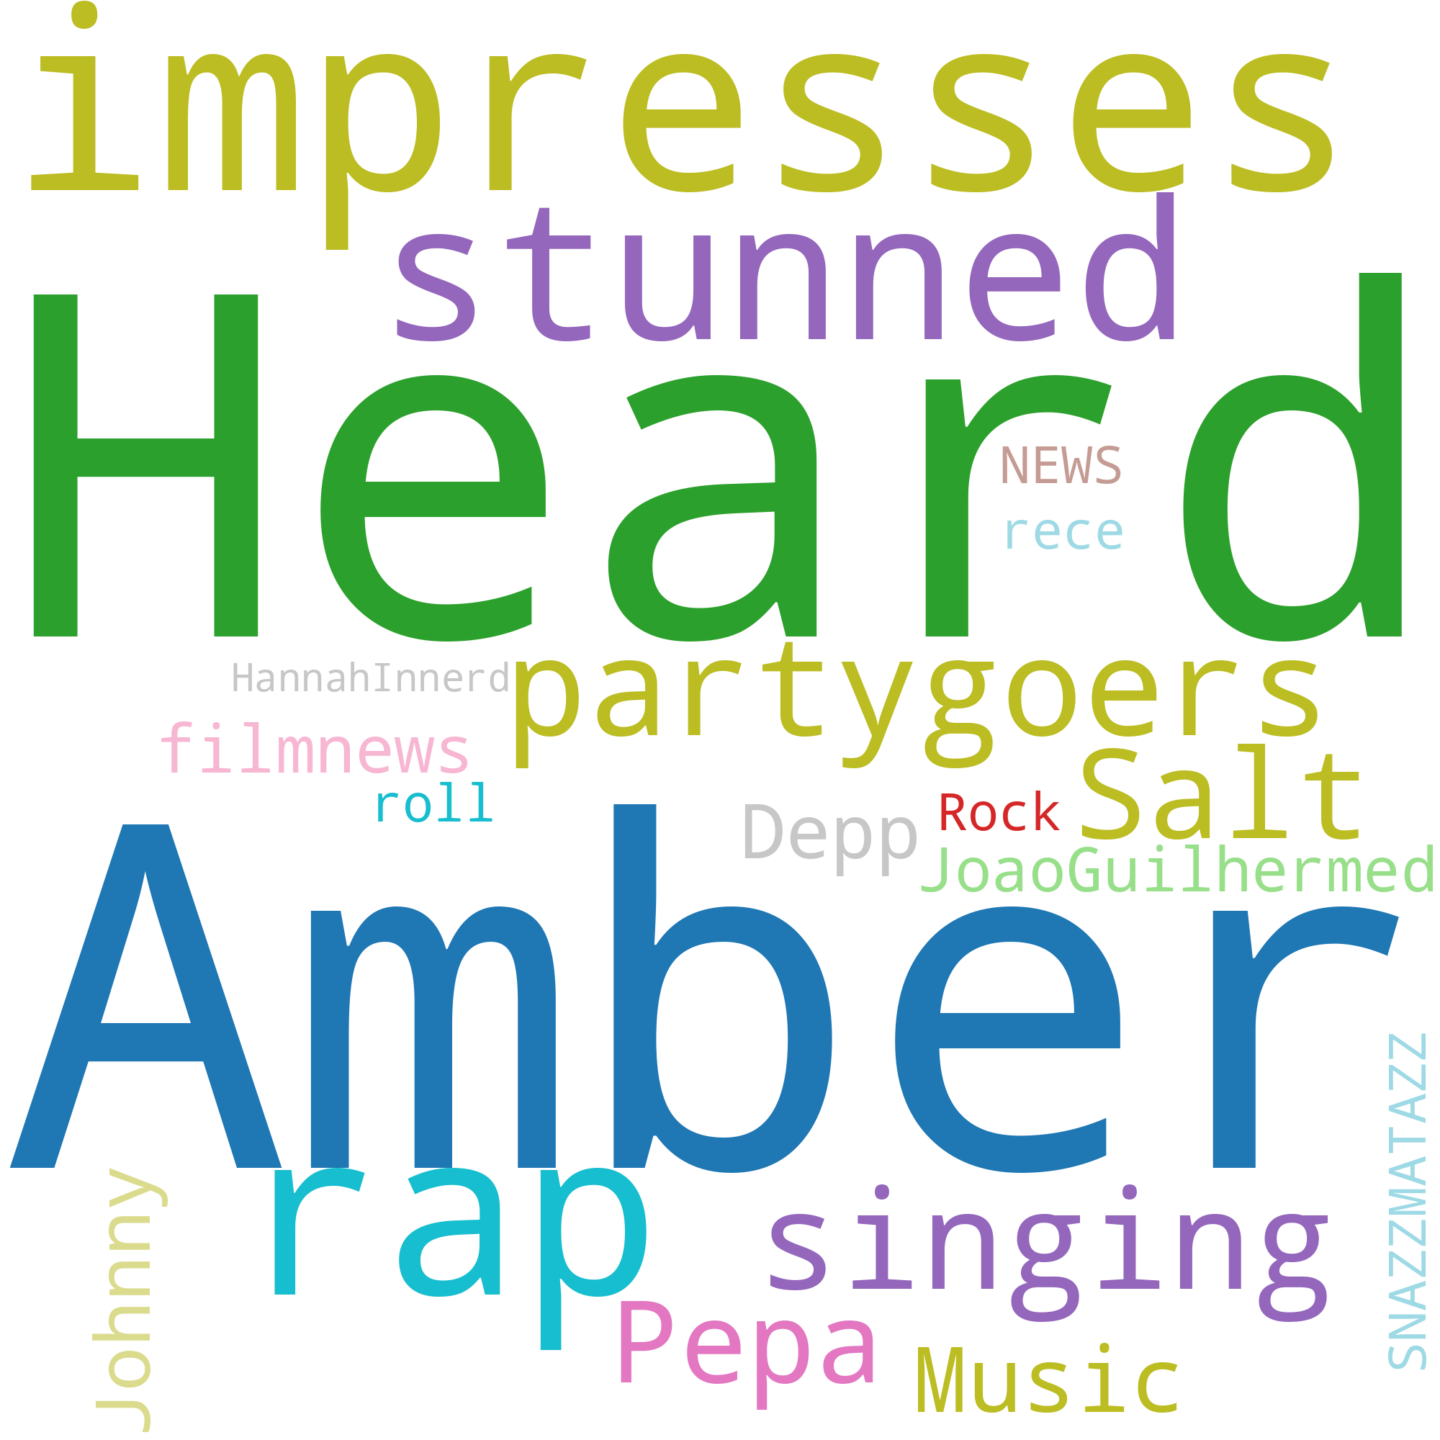 impresses
stunned
Heard
NEWS
rece
HannahInnerd
partygoers
filmnews
Salt
roll
Depp
Rock
JoaoGuilhermed
Amber
SNAZZMATAZZ
Johnny
rap
singing
Pepa
Music